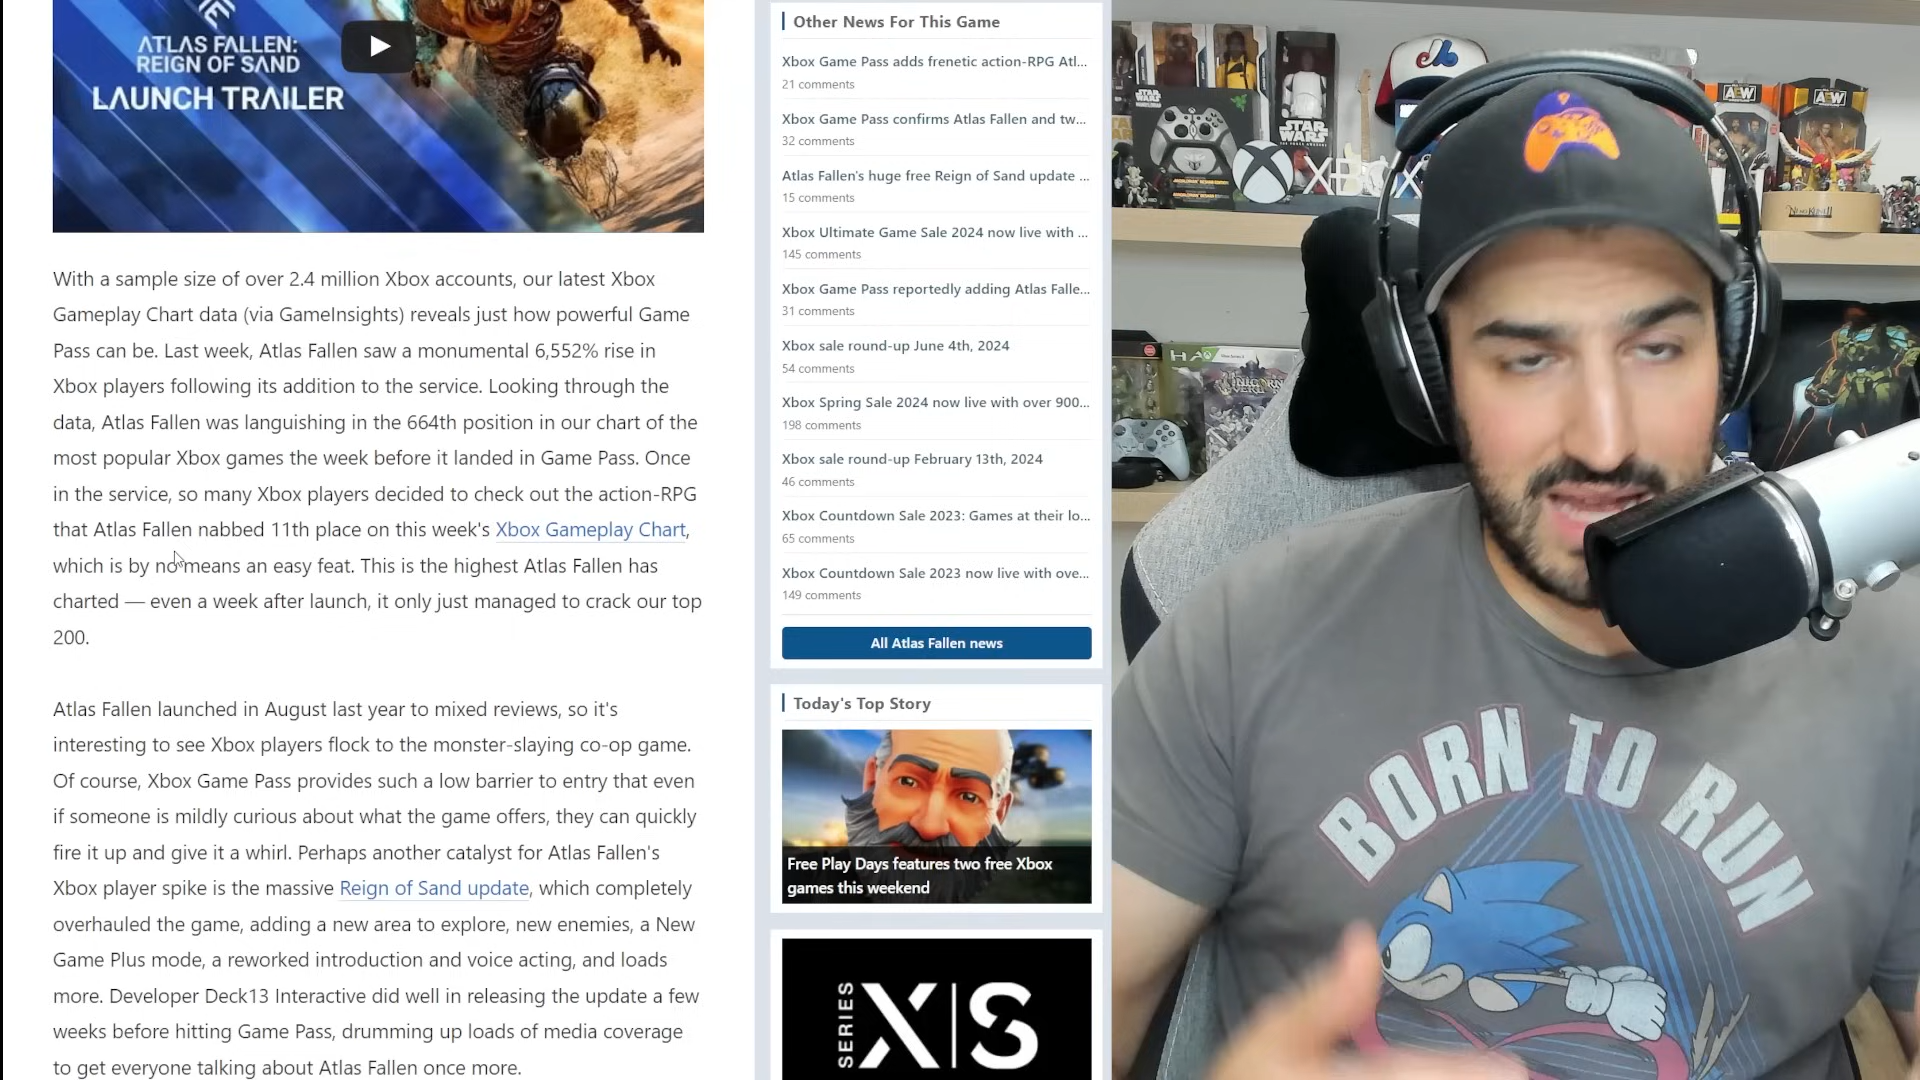 ATLAS FALLEN:
REIGN OF SAND
LAUNCH TRAILER
With a sample size of over 2.4 million Xbox accounts, our latest Xbox
Gameplay Chart data (via GameInsights) reveals just how powerful Game
Pass can be. Last week, Atlas Fallen saw a monumental 6,552% rise in
Xbox players following its addition to the service. Looking through the
data, Atlas Fallen was languishing in the 664th position in our chart of the
most popular Xbox games the week before it landed in Game Pass. Once
in the service, so many Xbox players decided to check out the action-RPG
that Atlas Fallen nabbed 11th place on this week's Xbox Gameplay Chart,
which is by no means an easy feat. This is the highest Atlas Fallen has
charted — even a week after launch, it only just managed to crack our top
200.
Atlas Fallen launched in August last year to mixed reviews, so it's
interesting to see Xbox players flock to the monster-slaying co-op game.
Of course, Xbox Game Pass provides such a low barrier to entry that even
if someone is mildly curious about what the game offers, they can quickly
fire it up and give it a whirl. Perhaps another catalyst for Atlas Fallen's
Xbox player spike is the massive Reign of Sand update, which completely
overhauled the game, adding a new area to explore, new enemies, a New
Game Plus mode, a reworked introduction and voice acting, and loads
more. Developer Deck13 Interactive did well in releasing the update a few
weeks before hitting Game Pass, drumming up loads of media coverage
to get everyone talking about Atlas Fallen once more.
Other News For This Game
Xbox Game Pass adds frenetic action-RPG Atl...
21 comments
Xbox Game Pass confirms Atlas Fallen and tw...
32 comments
Atlas Fallen's huge free Reign of Sand update ...
15 comments
Xbox Ultimate Game Sale 2024 now live with ...
145 comments
Xbox Game Pass reportedly adding Atlas Falle...
31 comments
Xbox sale round-up June 4th, 2024
54 comments
Xbox Spring Sale 2024 now live with over 900...
198 comments
Xbox sale round-up February 13th, 2024
46 comments
Xbox Countdown Sale 2023: Games at their lo...
65 comments
Xbox Countdown Sale 2023 now live with ove...
149 comments
All Atlas Fallen news
Today's Top Story
Free Play Days features two free Xbox
games this weekend
SERIES X|S
STAR WARS
STAR WARS
XBOX
AEW
AEW
NI NO KUNI II
HA
BORN TO RUN